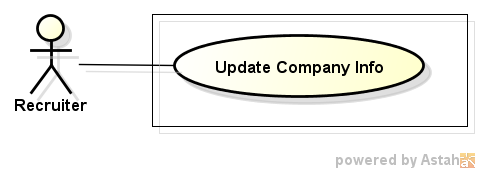 Update Company Info
Recruiter
powered by Astah